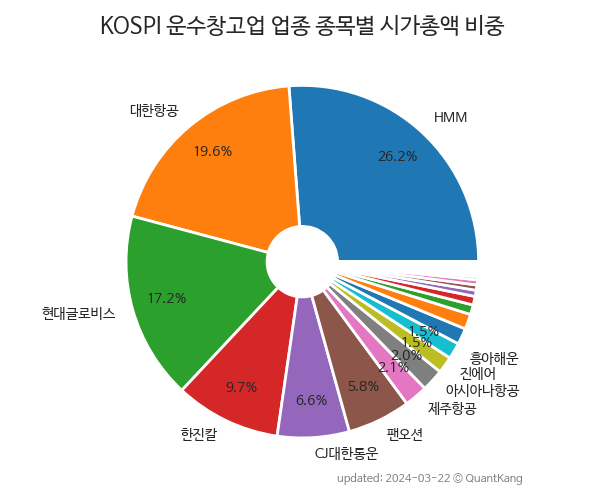 KOSPI 운수창고업 업종 종목별 시가총액 비중
HMM
26.2%
대한항공
19.6%
현대글로비스
17.2%
한진칼
9.7%
CJ대한통운
6.6%
팬오션
5.8%
제주항공
2.1%
아시아나항공
2.0%
진에어
1.5%
흥아해운
1.5%
updated: 2024-03-22 © QuantKang